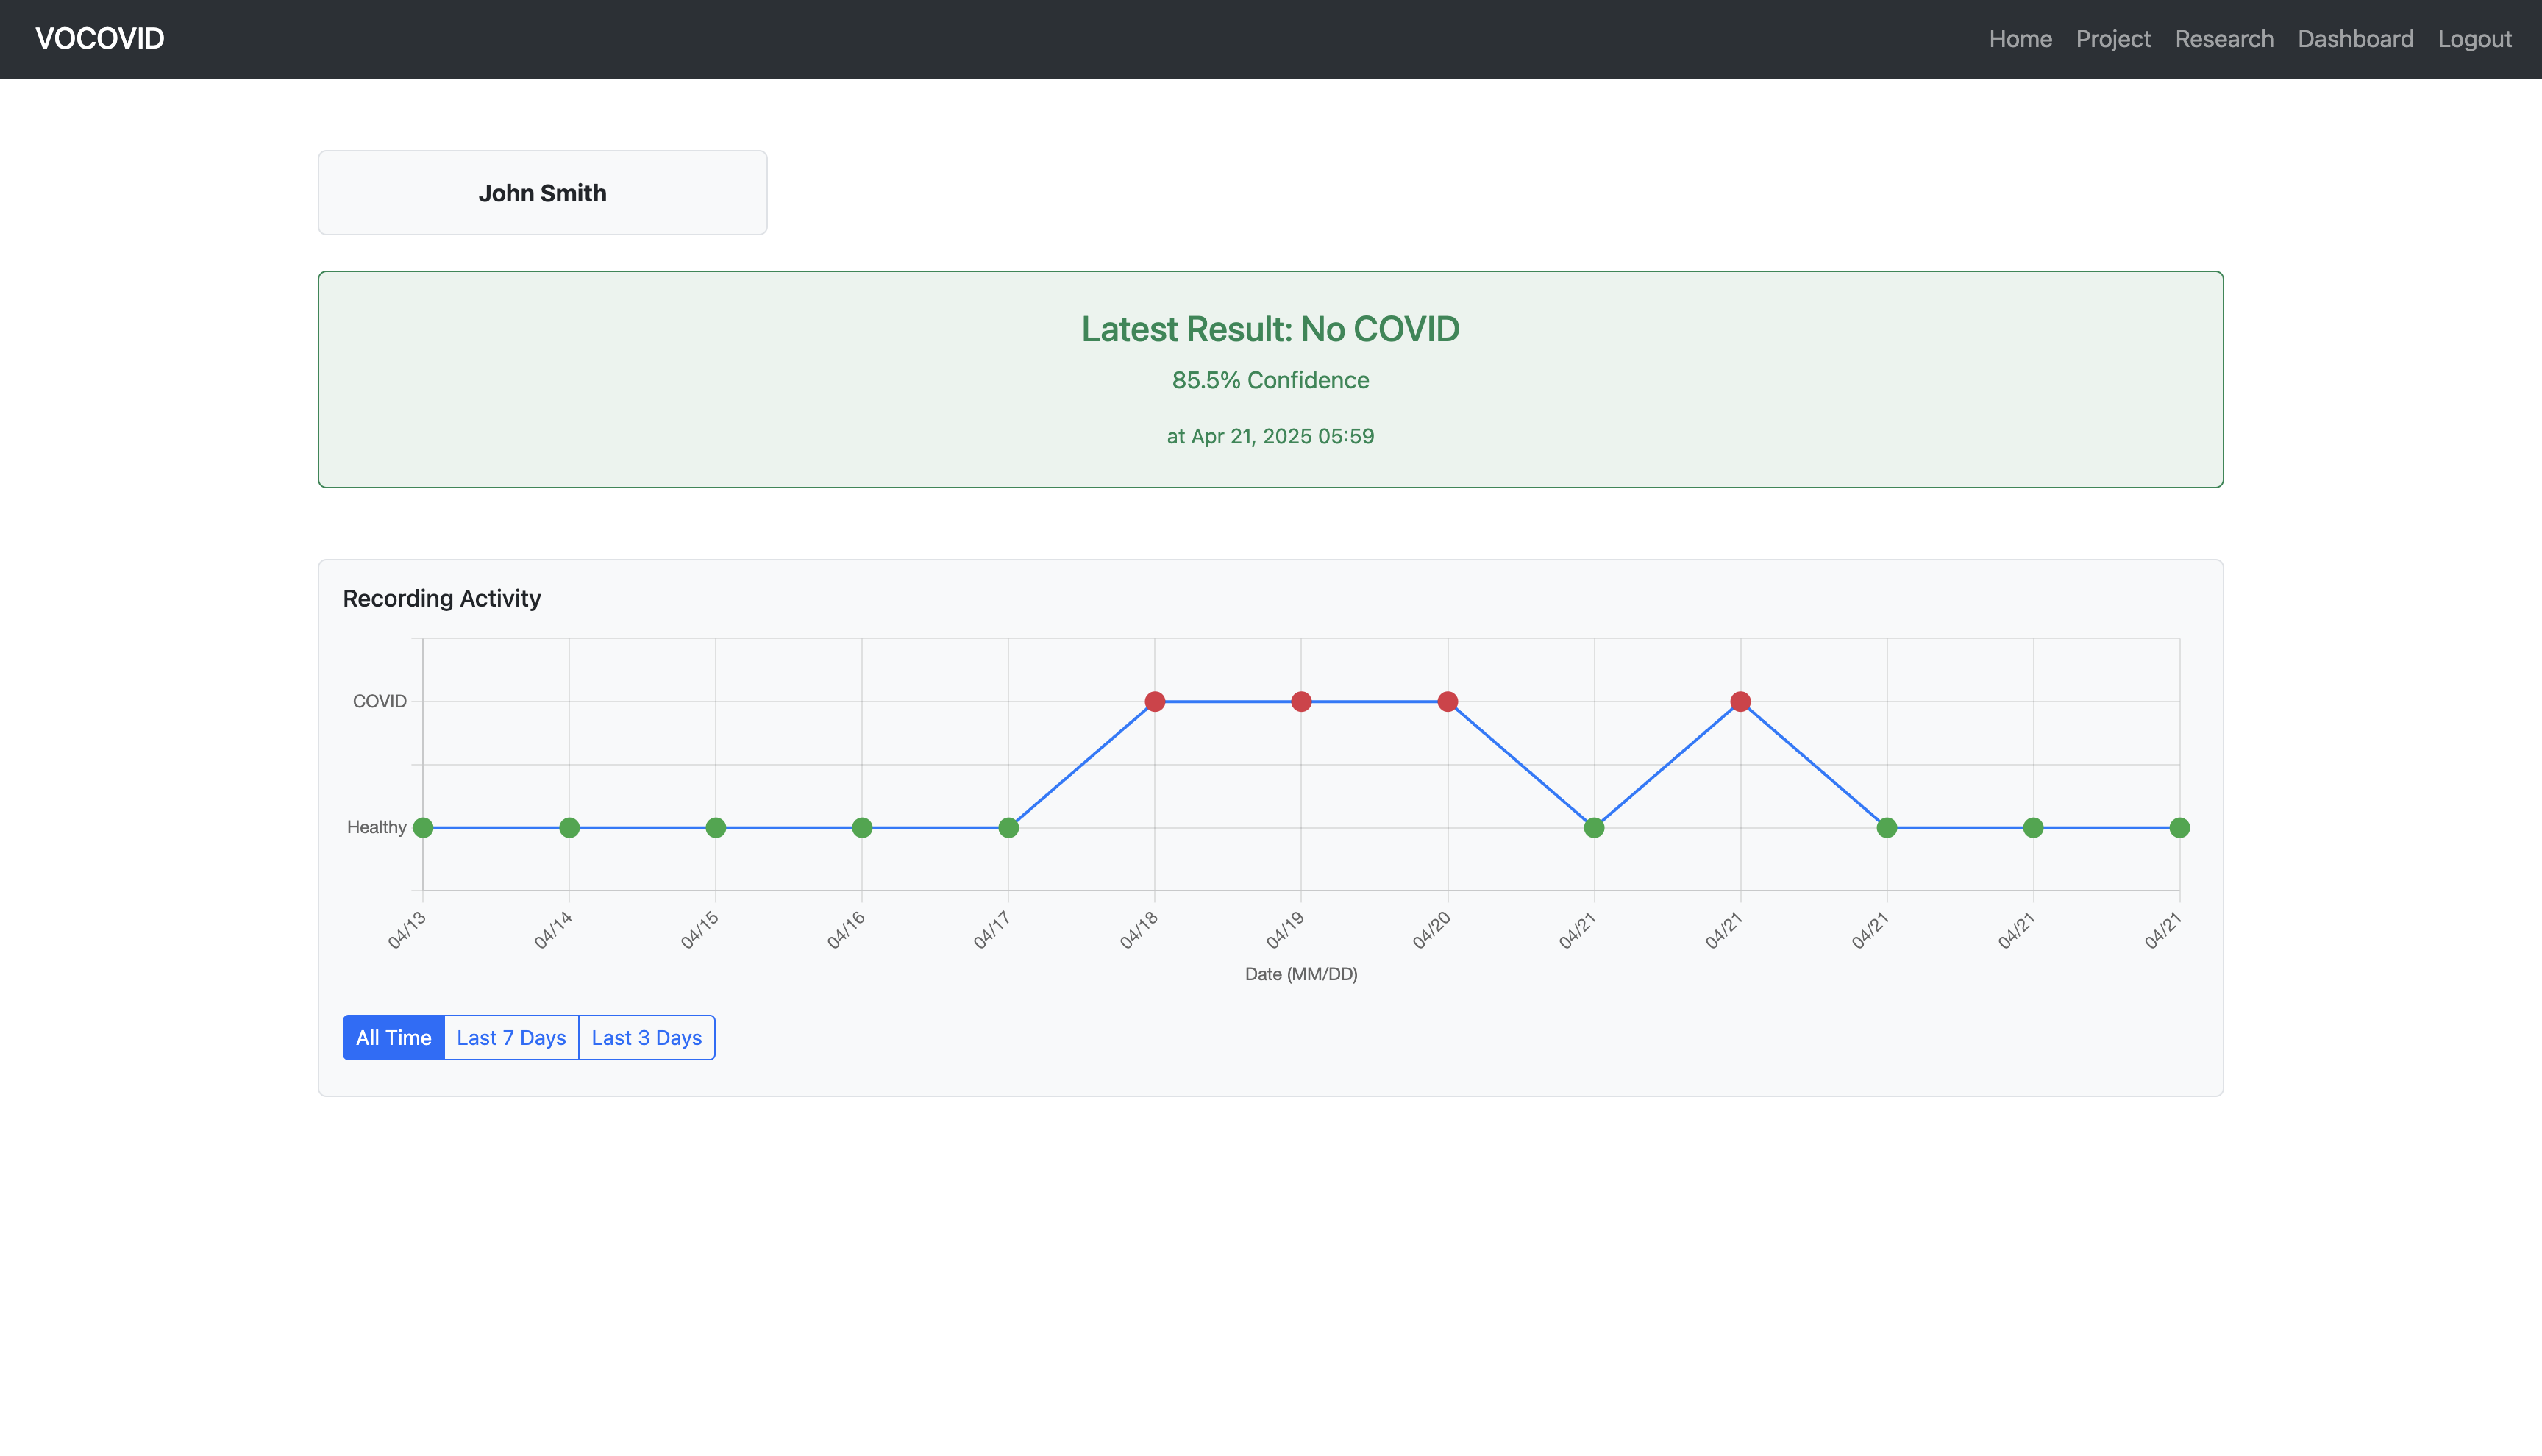 VOCOVID
Home Project Research Dashboard Logout
John Smith
Latest Result: No COVID
85.5% Confidence
at Apr 21, 2025 05:59
Recording Activity
COVID
Healthy
04/13 04/14 04/15 04/16 04/17 04/18 04/19 04/20 04/21 04/21 04/21 04/21 04/21
Date (MM/DD)
All Time Last 7 Days Last 3 Days